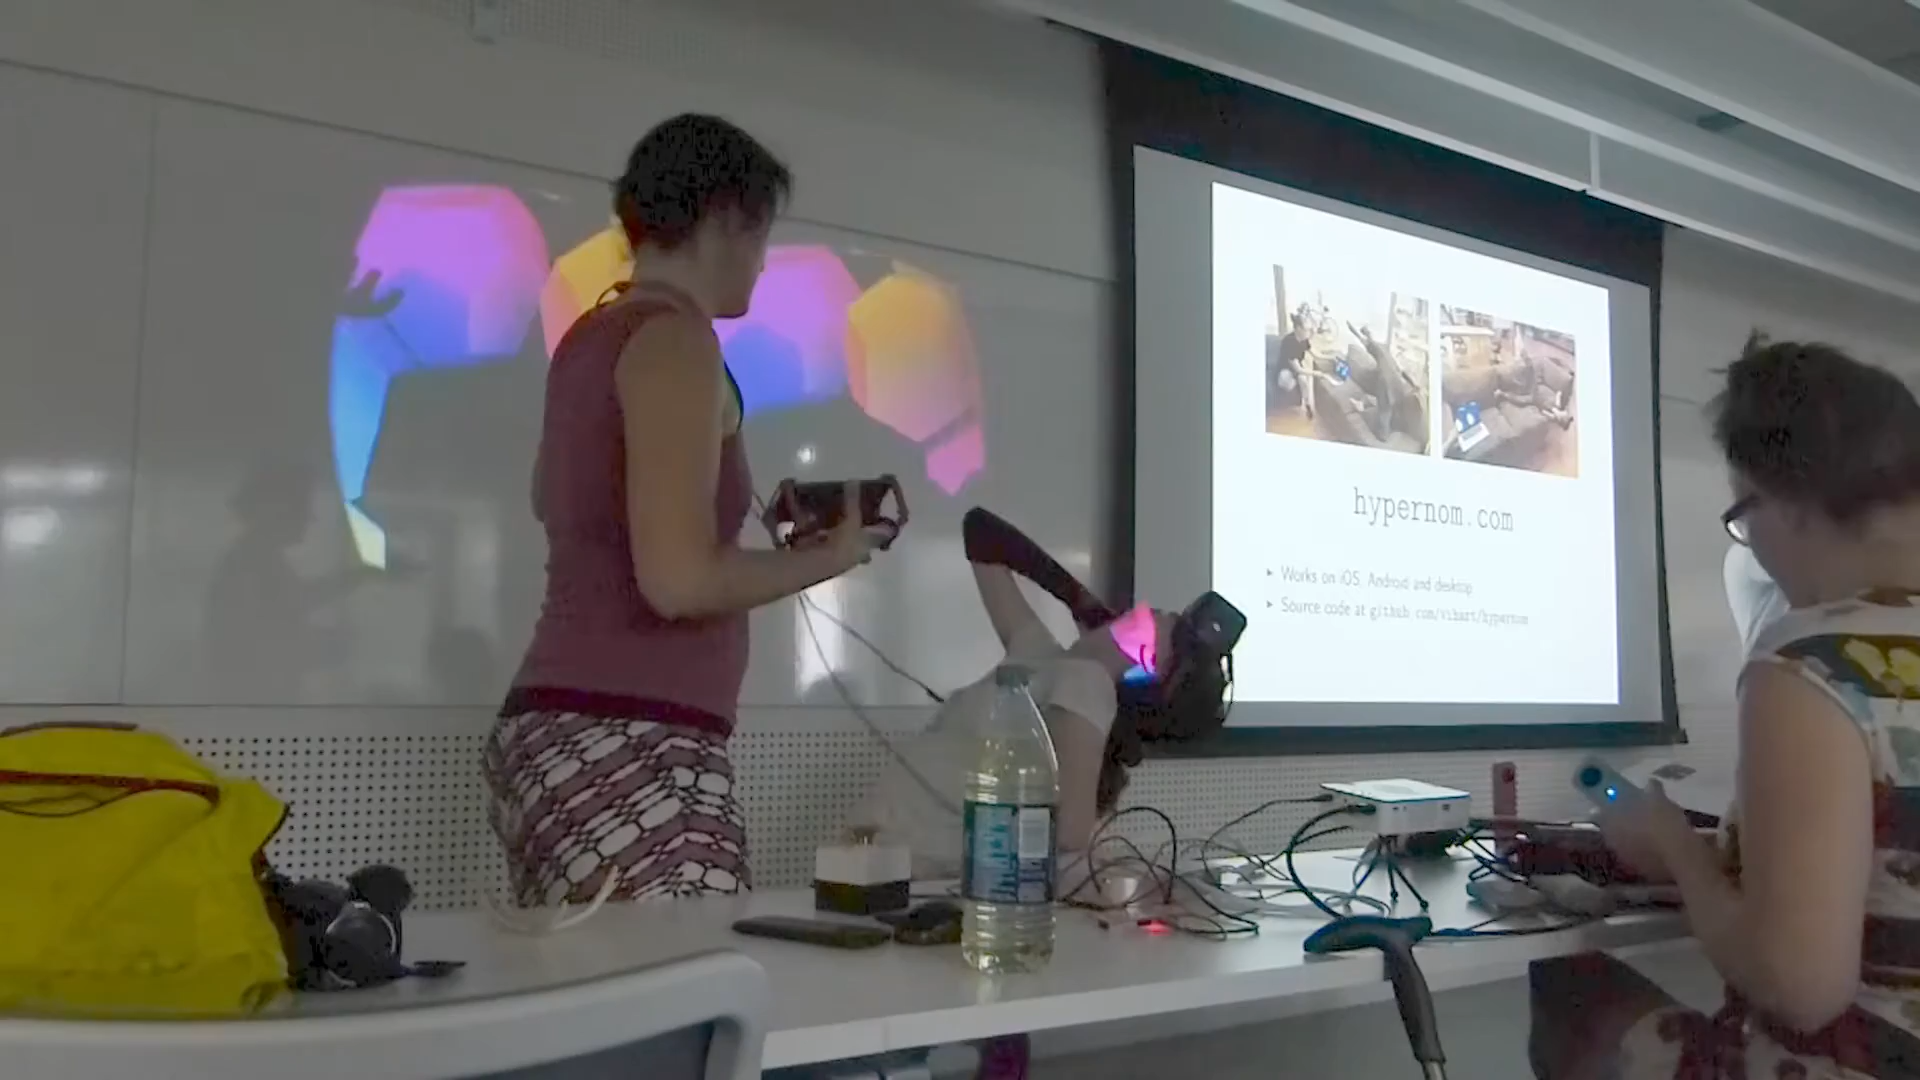 hypernom.com
▸ Works on iOS, Android and desktop
▸ Source code at github.com/vihart/hypernom